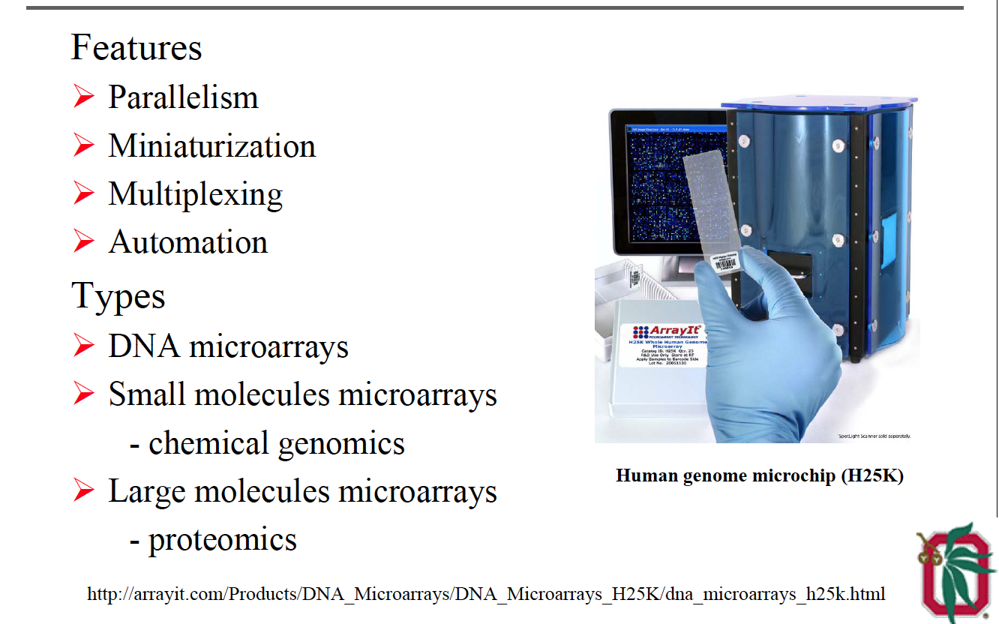 Features
Parallelism
Miniaturization
Multiplexing
Automation
Types
DNA microarrays
Small molecules microarrays
- chemical genomics
Large molecules microarrays
- proteomics
ArrayIt®
MICROARRAY TECHNOLOGY
H25K Whole Human Genome
Microarray
Catalog ID. H25K Qty. 25
R&D Use Only Store at RT
Apply Samples to Barcode Side
Lot No. 20051130
*SpotLight Scanner sold seperately.
Human genome microchip (H25K)
http://arrayit.com/Products/DNA_Microarrays/DNA_Microarrays_H25K/dna_microarrays_h25k.html